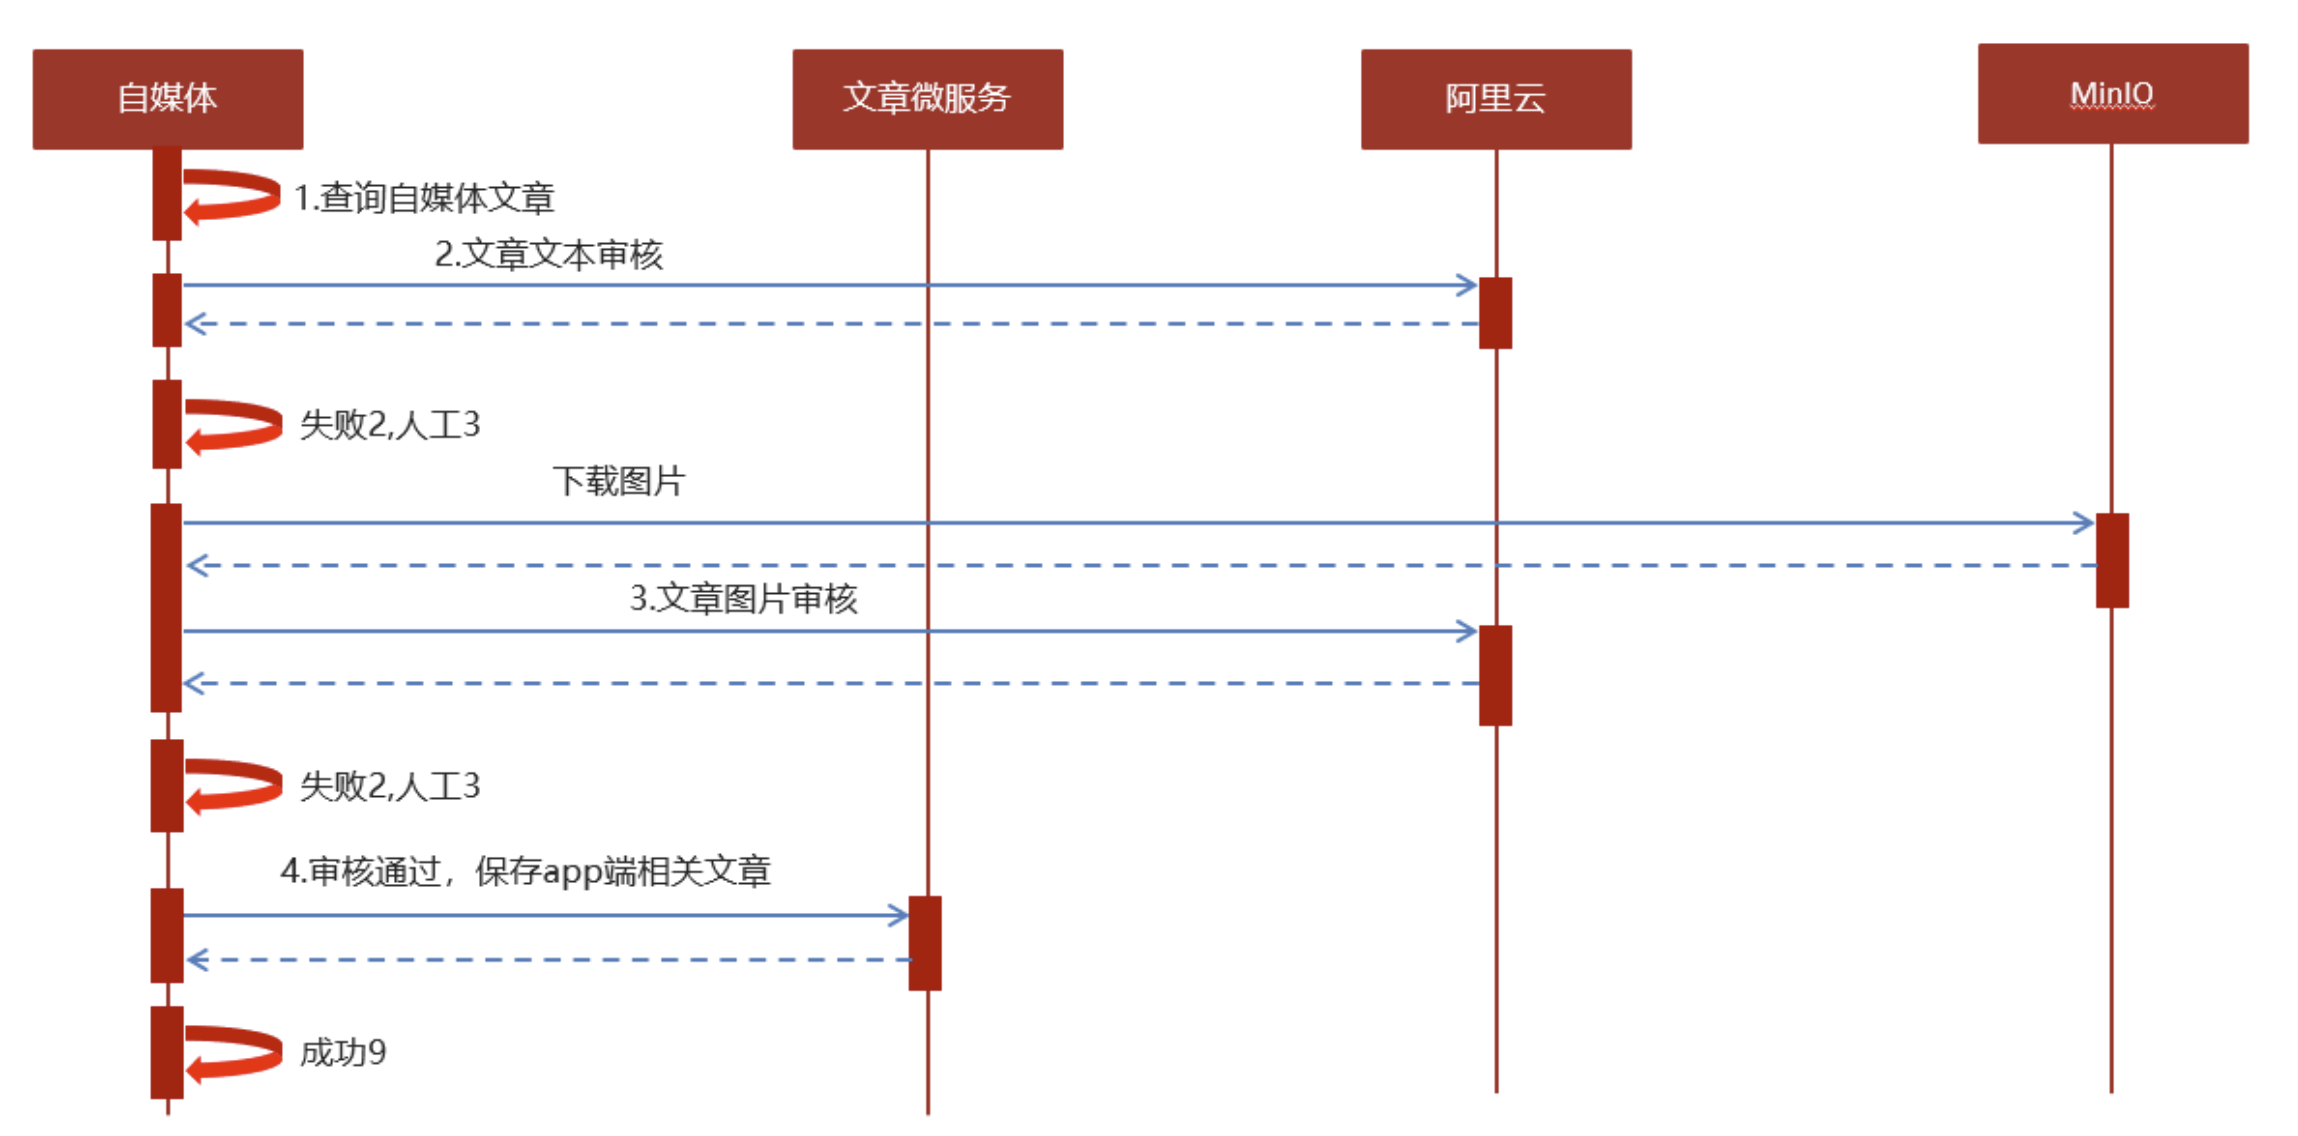 自媒体
文章微服务
阿里云
MinIO
1.查询自媒体文章
2.文章文本审核
失败2,人工3
下载图片
3.文章图片审核
失败2,人工3
4.审核通过，保存app端相关文章
成功9